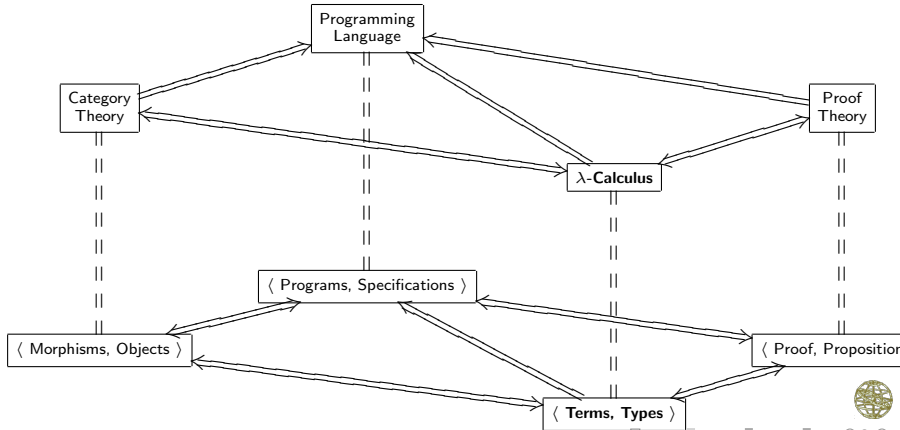 Programming
Language
Category
Theory
Proof
Theory
λ-Calculus
⟨ Programs, Specifications ⟩
⟨ Morphisms, Objects ⟩
⟨ Proof, Proposition
⟨ Terms, Types ⟩